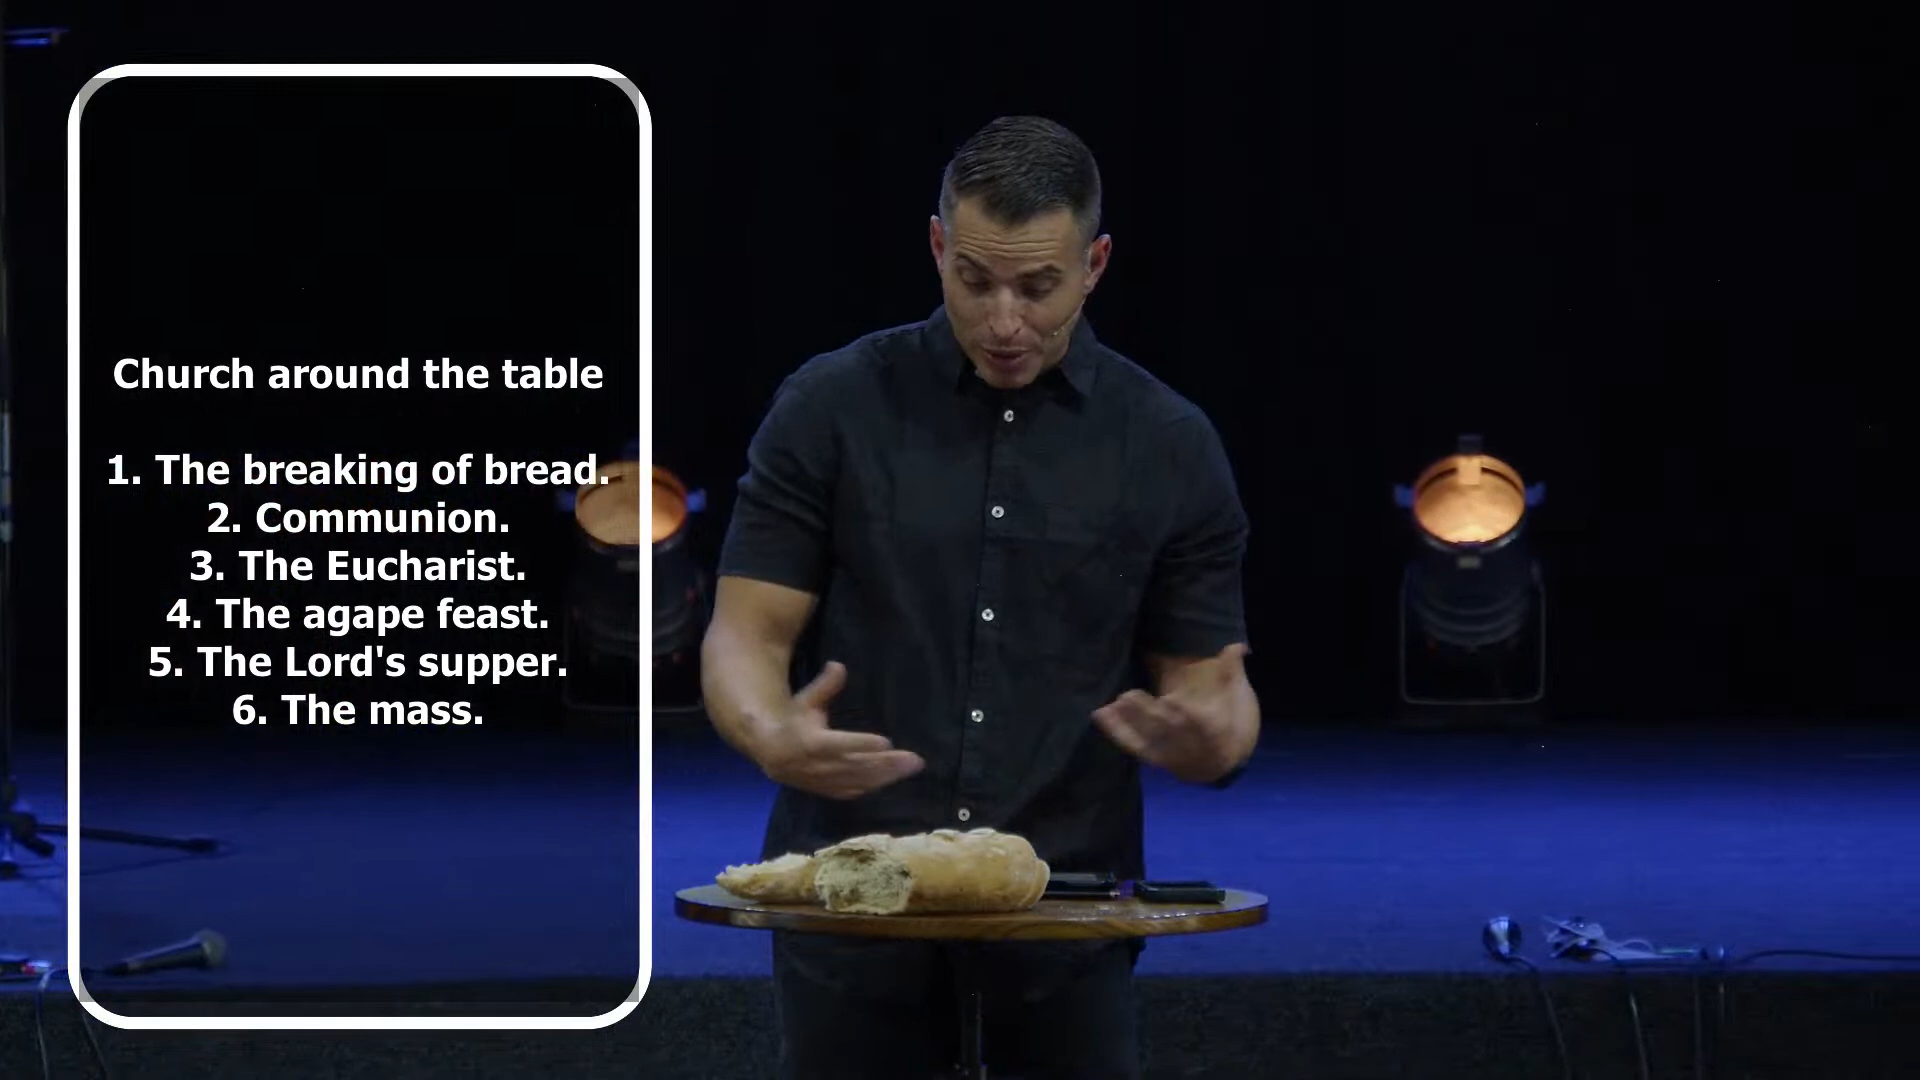 Church around the table
1. The breaking of bread.
2. Communion.
3. The Eucharist.
4. The agape feast.
5. The Lord's supper.
6. The mass.